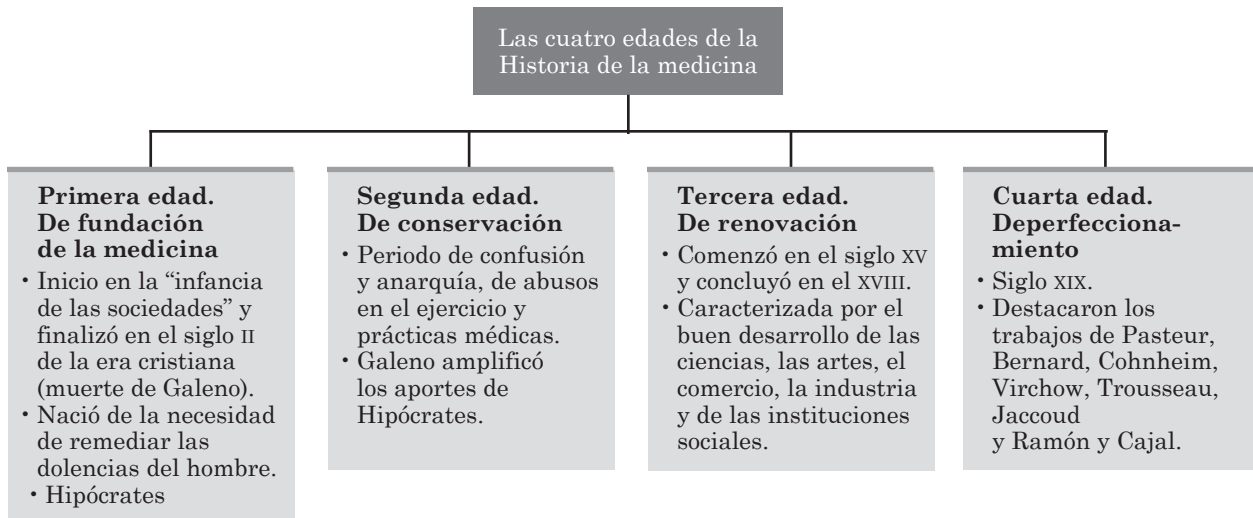 Las cuatro edades de la
Historia de la medicina
Primera edad.
De fundación
de la medicina
· Inicio en la “infancia
de las sociedades” y
finalizó en el siglo II
de la era cristiana
(muerte de Galeno).
· Nació de la necesidad
de remediar las
dolencias del hombre.
· Hipócrates
Segunda edad.
De conservación
· Periodo de confusión
y anarquía, de abusos
en el ejercicio y
prácticas médicas.
· Galeno amplificó
los aportes de
Hipócrates.
Tercera edad.
De renovación
· Comenzó en el siglo XV
y concluyó en el XVIII.
· Caracterizada por el
buen desarrollo de las
ciencias, las artes, el
comercio, la industria
y de las instituciones
sociales.
Cuarta edad.
Deperfecciona-
miento
· Siglo XIX.
· Destacaron los
trabajos de Pasteur,
Bernard, Cohnheim,
Virchow, Trousseau,
Jaccoud
y Ramón y Cajal.